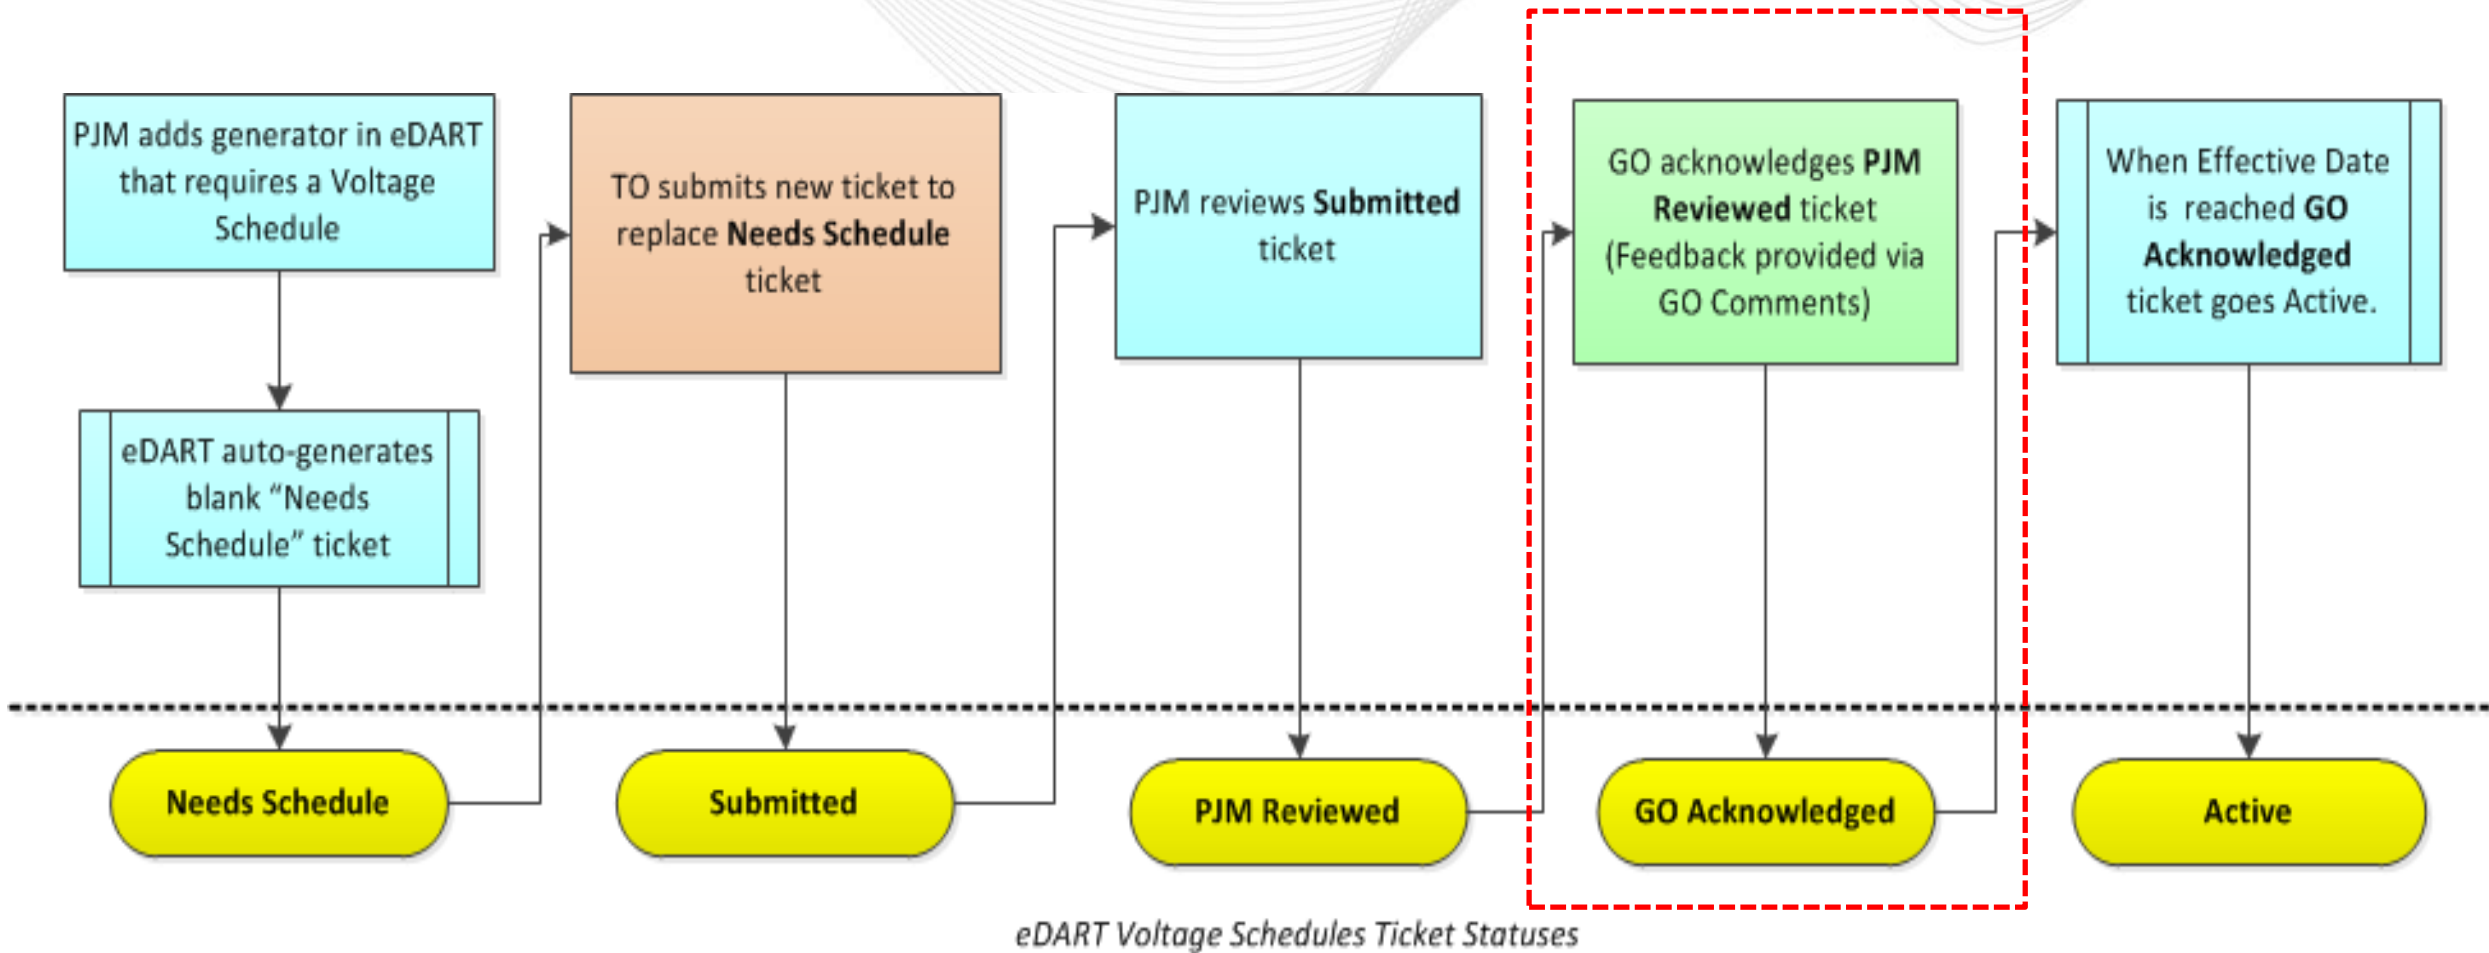 PJM adds generator in eDART
that requires a Voltage
Schedule
eDART auto-generates
blank “Needs
Schedule” ticket
TO submits new ticket to
replace Needs Schedule
ticket
PJM reviews Submitted
ticket
GO acknowledges PJM
Reviewed ticket
(Feedback provided via
GO Comments)
When Effective Date
is reached GO
Acknowledged
ticket goes Active.
Needs Schedule
Submitted
PJM Reviewed
GO Acknowledged
Active
eDART Voltage Schedules Ticket Statuses